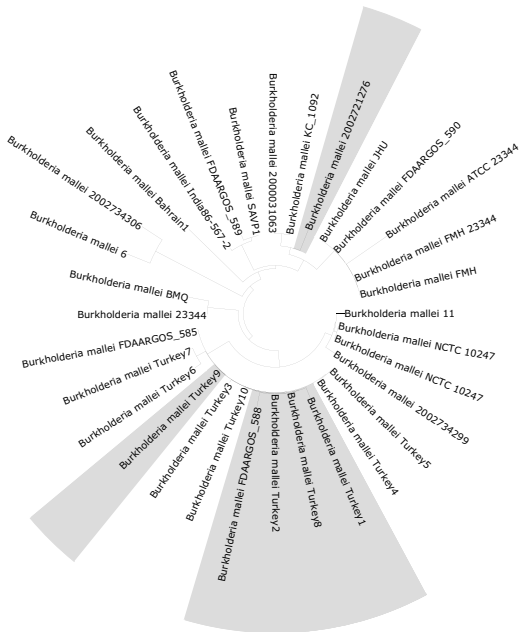 Burkholderia mallei 2000031063
Burkholderia mallei KC_1092
Burkholderia mallei 2002721276
Burkholderia mallei JHU
Burkholderia mallei FDAARGOS_590
Burkholderia mallei ATCC 23344
Burkholderia mallei FMH 23344
Burkholderia mallei FMH
Burkholderia mallei 11
Burkholderia mallei NCTC 10247
Burkholderia mallei NCTC 10247
Burkholderia mallei 2002734299
Burkholderia mallei Turkey5
Burkholderia mallei Turkey4
Burkholderia mallei Turkey1
Burkholderia mallei Turkey8
Burkholderia mallei Turkey2
Burkholderia mallei FDAARGOS_588
Burkholderia mallei Turkey10
Burkholderia mallei Turkey3
Burkholderia mallei Turkey9
Burkholderia mallei Turkey6
Burkholderia mallei Turkey7
Burkholderia mallei FDAARGOS_585
Burkholderia mallei 23344
Burkholderia mallei BMQ
Burkholderia mallei 6
Burkholderia mallei 2002734306
Burkholderia mallei Bahrain1
Burkholderia mallei India86-567-2
Burkholderia mallei FDAARGOS_589
Burkholderia mallei SAVP1